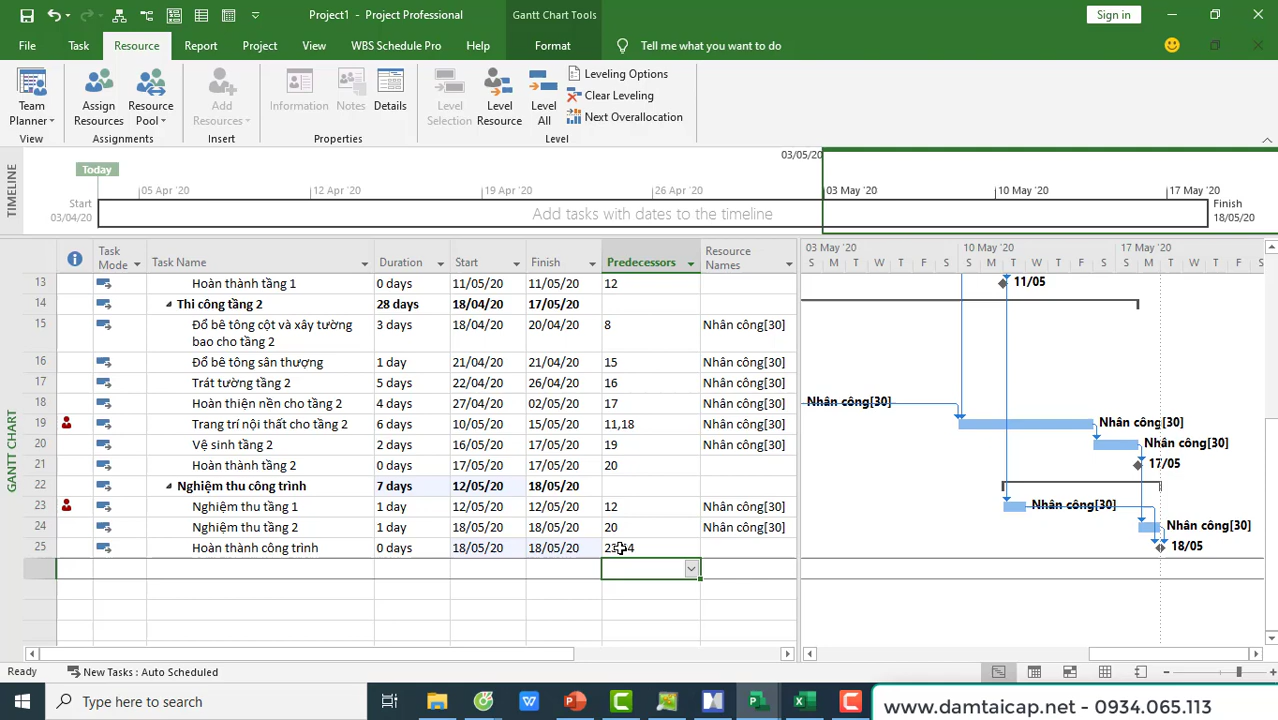 Project1 - Project Professional
Gantt Chart Tools
Sign in
File Task Resource Report Project View WBS Schedule Pro Help Format Tell me what you want to do
Team Planner
Assign Resources
Resource Pool
Add Resources
Information
Notes
Details
Level Selection
Level Resource
Level All
Leveling Options
Clear Leveling
Next Overallocation
View Assignments Insert Properties Level
TIMELINE
03/05/20
Today
05 Apr '20 12 Apr '20 19 Apr '20 26 Apr '20 03 May '20 10 May '20 17 May '20
Start
03/04/20
Add tasks with dates to the timeline
Finish
18/05/20
GANTT CHART
Task Mode Task Name Duration Start Finish Predecessors Resource Names
03 May '20 10 May '20 17 May '20
S M T W T F S S M T W T F S S M T W T F S
13 Hoàn thành tầng 1 0 days 11/05/20 11/05/20 12
11/05
14 Thi công tầng 2 28 days 18/04/20 17/05/20
15 Đổ bê tông cột và xây tường bao cho tầng 2 3 days 18/04/20 20/04/20 8 Nhân công[30]
16 Đổ bê tông sân thượng 1 day 21/04/20 21/04/20 15 Nhân công[30]
17 Trát tường tầng 2 5 days 22/04/20 26/04/20 16 Nhân công[30]
18 Hoàn thiện nền cho tầng 2 4 days 27/04/20 02/05/20 17 Nhân công[30]
Nhân công[30]
19 Trang trí nội thất cho tầng 2 6 days 10/05/20 15/05/20 11,18 Nhân công[30]
Nhân công[30]
20 Vệ sinh tầng 2 2 days 16/05/20 17/05/20 19 Nhân công[30]
Nhân công[30]
21 Hoàn thành tầng 2 0 days 17/05/20 17/05/20 20
17/05
22 Nghiệm thu công trình 7 days 12/05/20 18/05/20
23 Nghiệm thu tầng 1 1 day 12/05/20 12/05/20 12 Nhân công[30]
Nhân công[30]
24 Nghiệm thu tầng 2 1 day 18/05/20 18/05/20 20 Nhân công[30]
Nhân công[30]
25 Hoàn thành công trình 0 days 18/05/20 18/05/20
18/05
Ready New Tasks : Auto Scheduled
Type here to search
www.damtaicap.net - 0934.065.113